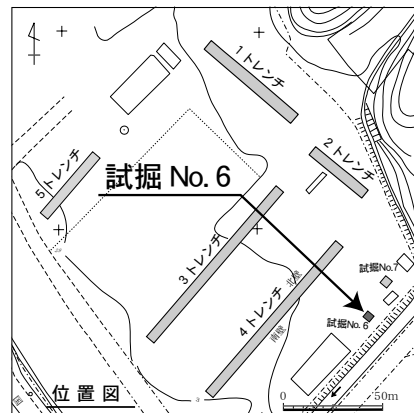 1トレンチ
2トレンチ
5トレンチ
試掘 No. 6
3トレンチ
4トレンチ
北壁
南壁
試掘No.7
試掘No. 6
位置図
0 50m